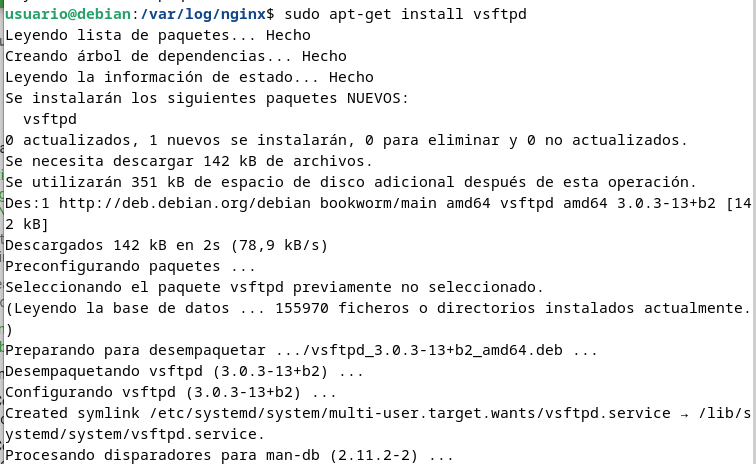 usuario@debian:/var/log/nginx$ sudo apt-get install vsftpd
Leyendo lista de paquetes... Hecho
Creando árbol de dependencias... Hecho
Leyendo la información de estado... Hecho
Se instalarán los siguientes paquetes NUEVOS:
  vsftpd
0 actualizados, 1 nuevos se instalarán, 0 para eliminar y 0 no actualizados.
Se necesita descargar 142 kB de archivos.
Se utilizarán 351 kB de espacio de disco adicional después de esta operación.
Des:1 http://deb.debian.org/debian bookworm/main amd64 vsftpd amd64 3.0.3-13+b2 [14
2 kB]
Descargados 142 kB en 2s (78,9 kB/s)
Preconfigurando paquetes ...
Seleccionando el paquete vsftpd previamente no seleccionado.
(Leyendo la base de datos ... 155970 ficheros o directorios instalados actualmente.
)
Preparando para desempaquetar .../vsftpd_3.0.3-13+b2_amd64.deb ...
Desempaquetando vsftpd (3.0.3-13+b2) ...
Configurando vsftpd (3.0.3-13+b2) ...
Created symlink /etc/systemd/system/multi-user.target.wants/vsftpd.service → /lib/s
ystemd/system/vsftpd.service.
Procesando disparadores para man-db (2.11.2-2) ...